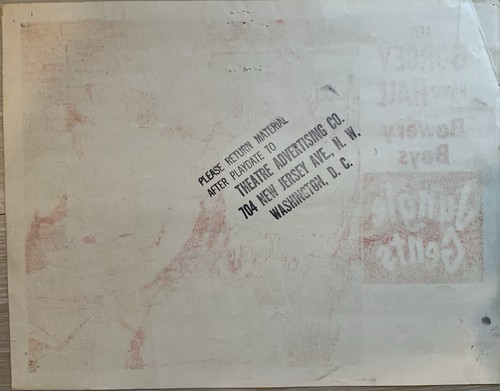 PLEASE RETURN MATERIAL
AFTER PLAYDATE TO
THEATRE ADVERTISING CO.
704 NEW JERSEY AVE, N. W.
WASHINGTON, D. C.
LEO
GORCEY
HALL
Bowery
Boys
Jungle
Gents